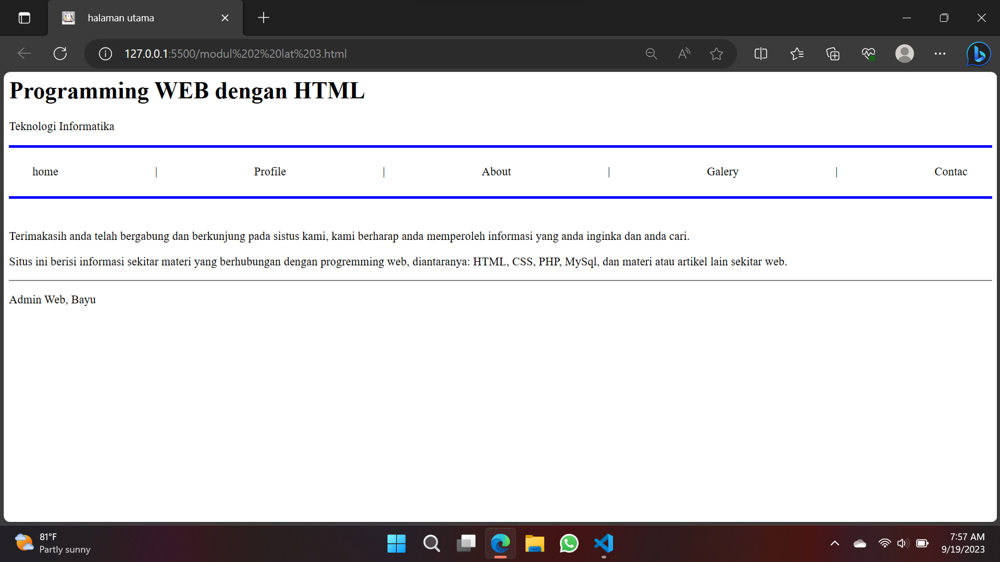 halaman utama
127.0.0.1:5500/modul%202%20lat%203.html
Programming WEB dengan HTML
Teknologi Informatika
home | Profile | About | Galery | Contac
Terimakasih anda telah bergabung dan berkunjung pada sistus kami, kami berharap anda memperoleh informasi yang anda inginka dan anda cari.
Situs ini berisi informasi sekitar materi yang berhubungan dengan progremming web, diantaranya: HTML, CSS, PHP, MySql, dan materi atau artikel lain sekitar web.
Admin Web, Bayu
81°F
Partly sunny
7:57 AM
9/19/2023